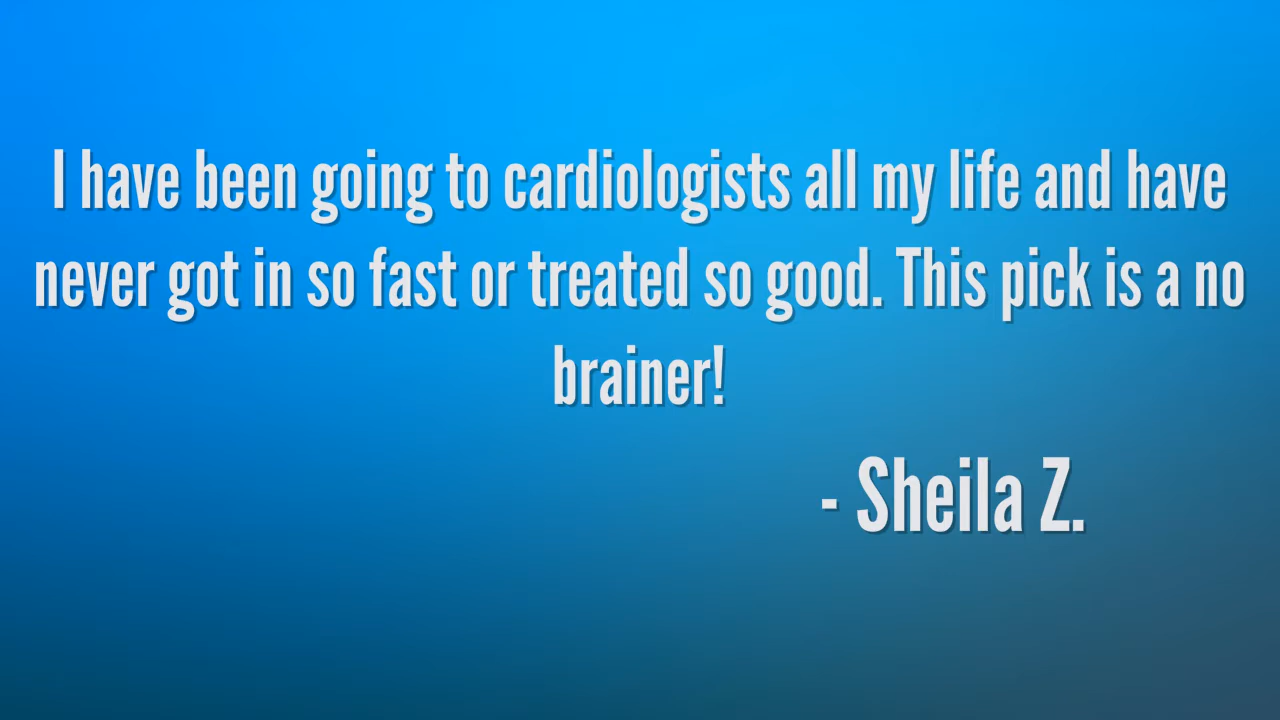 I have been going to cardiologists all my life and have
never got in so fast or treated so good. This pick is a no
brainer!
- Sheila Z.